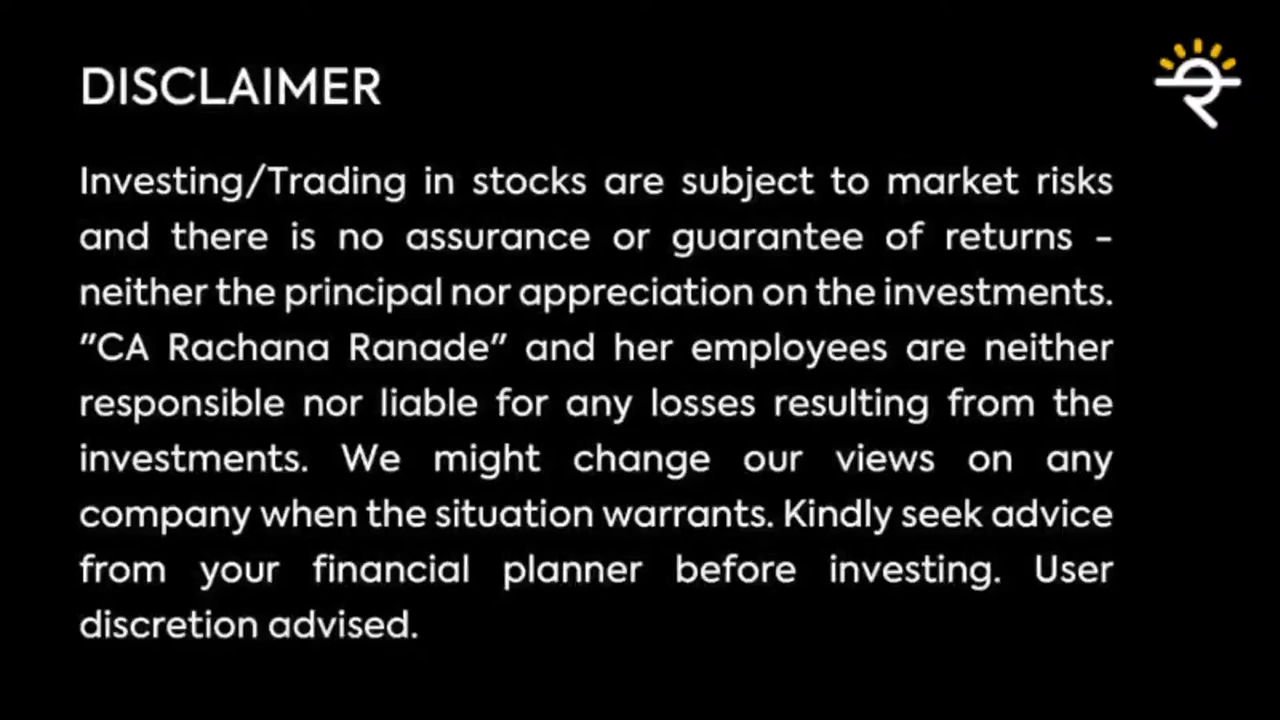 DISCLAIMER
Investing/Trading in stocks are subject to market risks
and there is no assurance or guarantee of returns -
neither the principal nor appreciation on the investments.
"CA Rachana Ranade" and her employees are neither
responsible nor liable for any losses resulting from the
investments. We might change our views on any
company when the situation warrants. Kindly seek advice
from your financial planner before investing. User
discretion advised.